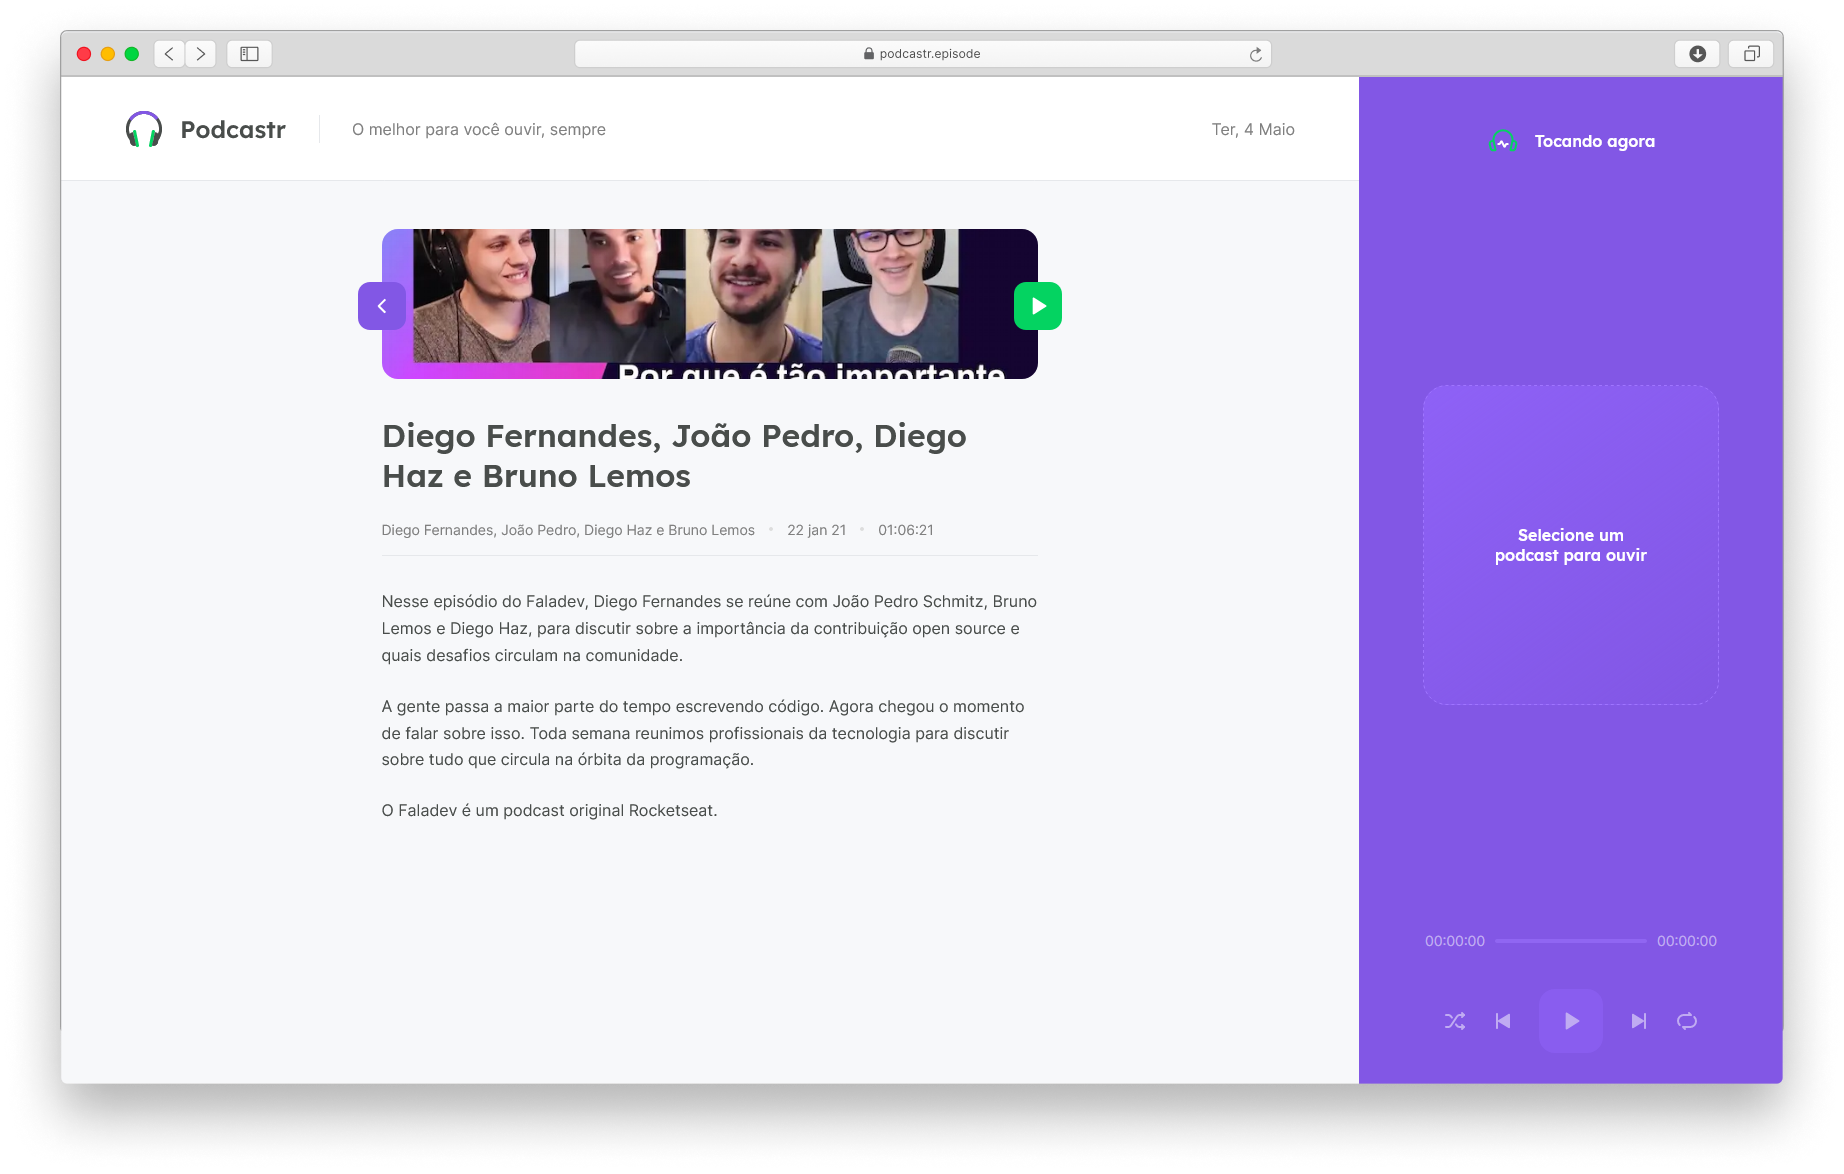 podcastr.episode
Podcastr
O melhor para você ouvir, sempre
Ter, 4 Maio
Tocando agora
Por que é tão importante
Diego Fernandes, João Pedro, Diego
Haz e Bruno Lemos
Diego Fernandes, João Pedro, Diego Haz e Bruno Lemos • 22 jan 21 • 01:06:21
Nesse episódio do Faladev, Diego Fernandes se reúne com João Pedro Schmitz, Bruno
Lemos e Diego Haz, para discutir sobre a importância da contribuição open source e
quais desafios circulam na comunidade.
A gente passa a maior parte do tempo escrevendo código. Agora chegou o momento
de falar sobre isso. Toda semana reunimos profissionais da tecnologia para discutir
sobre tudo que circula na órbita da programação.
O Faladev é um podcast original Rocketseat.
Selecione um
podcast para ouvir
00:00:00
00:00:00